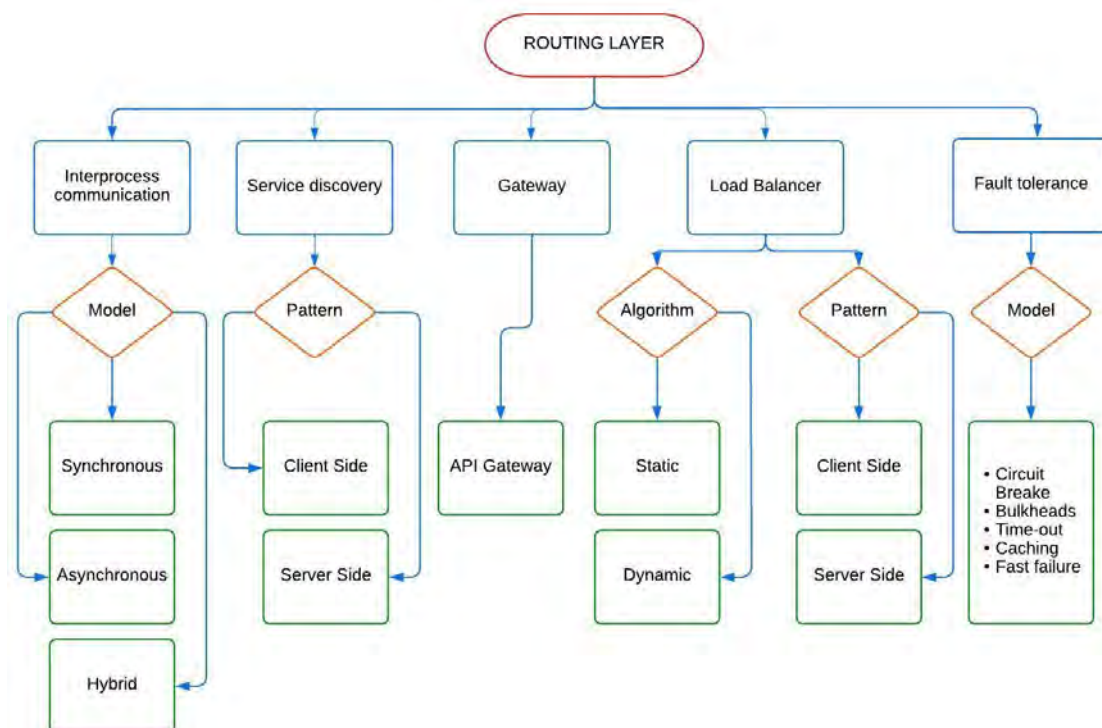 ROUTING LAYER
Interprocess
communication
Service discovery
Gateway
Load Balancer
Fault tolerance
Model
Pattern
Algorithm
Pattern
Model
Synchronous
Client Side
API Gateway
Static
Client Side
• Circuit
Breake
• Bulkheads
• Time-out
• Caching
• Fast failure
Asynchronous
Server Side
Dynamic
Server Side
Hybrid